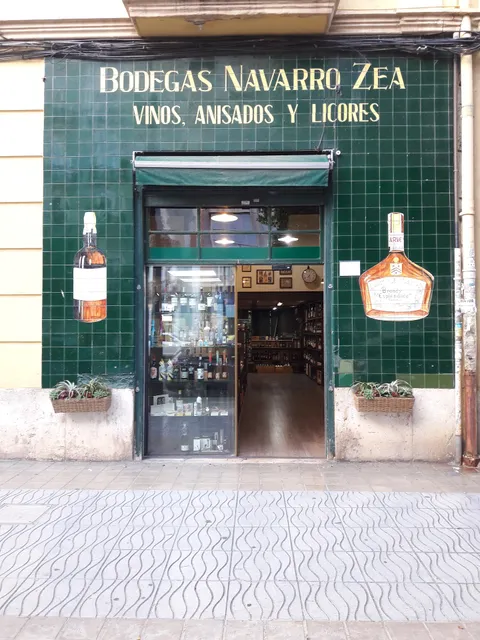 BODEGAS NAVARRO ZEA
VINOS, ANISADOS Y LICORES